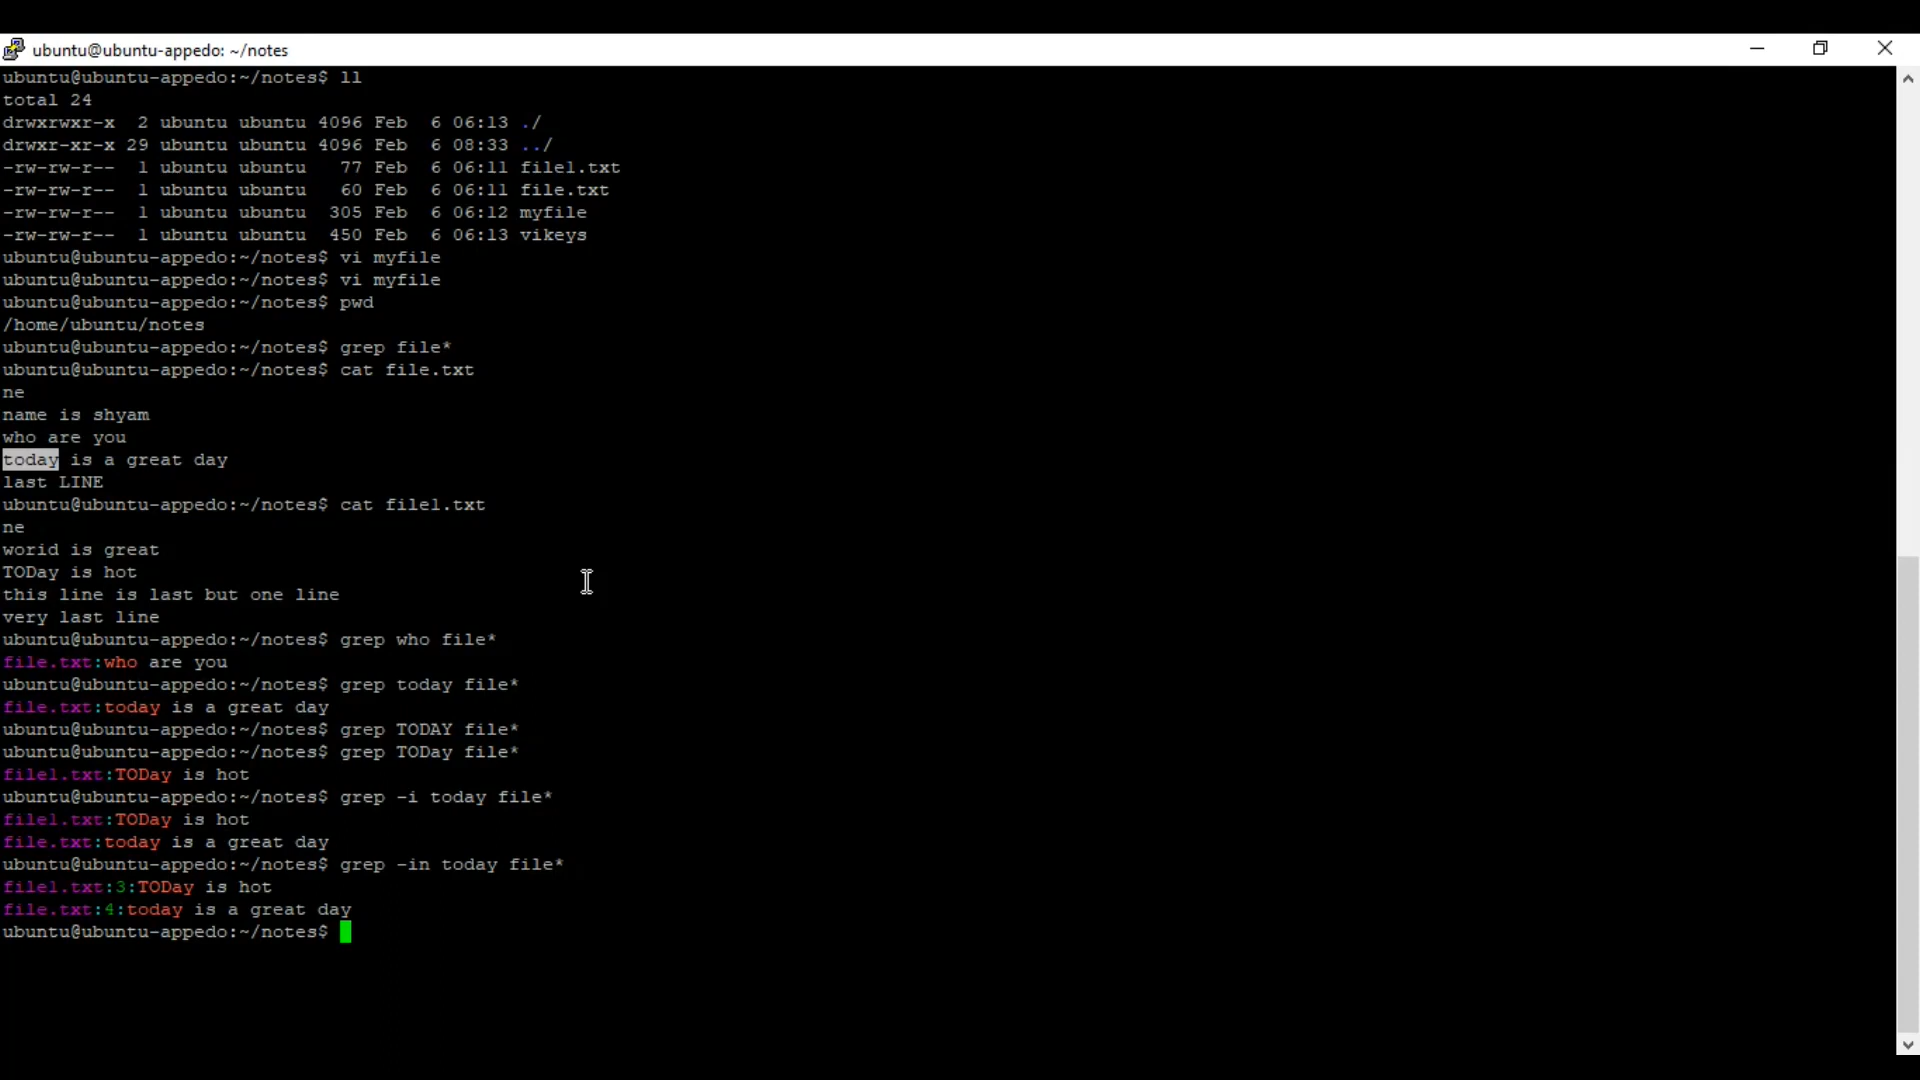 ubuntu@ubuntu-appedo: ~/notes
ubuntu@ubuntu-appedo:~/notes$ ll
total 24
drwxrwxr-x  2 ubuntu ubuntu 4096 Feb  6 06:13 ./
drwxr-xr-x 29 ubuntu ubuntu 4096 Feb  6 08:33 ../
-rw-rw-r--  1 ubuntu ubuntu   77 Feb  6 06:11 file1.txt
-rw-rw-r--  1 ubuntu ubuntu   60 Feb  6 06:11 file.txt
-rw-rw-r--  1 ubuntu ubuntu  305 Feb  6 06:12 myfile
-rw-rw-r--  1 ubuntu ubuntu  450 Feb  6 06:13 vikeys
ubuntu@ubuntu-appedo:~/notes$ vi myfile
ubuntu@ubuntu-appedo:~/notes$ vi myfile
ubuntu@ubuntu-appedo:~/notes$ pwd
/home/ubuntu/notes
ubuntu@ubuntu-appedo:~/notes$ grep file*
ubuntu@ubuntu-appedo:~/notes$ cat file.txt
ne
name is shyam
who are you
today is a great day
last LINE
ubuntu@ubuntu-appedo:~/notes$ cat file1.txt
ne
worid is great
TODay is hot
this line is last but one line
very last line
ubuntu@ubuntu-appedo:~/notes$ grep who file*
file.txt:who are you
ubuntu@ubuntu-appedo:~/notes$ grep today file*
file.txt:today is a great day
ubuntu@ubuntu-appedo:~/notes$ grep TODAY file*
ubuntu@ubuntu-appedo:~/notes$ grep TODay file*
file1.txt:TODay is hot
ubuntu@ubuntu-appedo:~/notes$ grep -i today file*
file1.txt:TODay is hot
file.txt:today is a great day
ubuntu@ubuntu-appedo:~/notes$ grep -in today file*
file1.txt:3:TODay is hot
file.txt:4:today is a great day
ubuntu@ubuntu-appedo:~/notes$